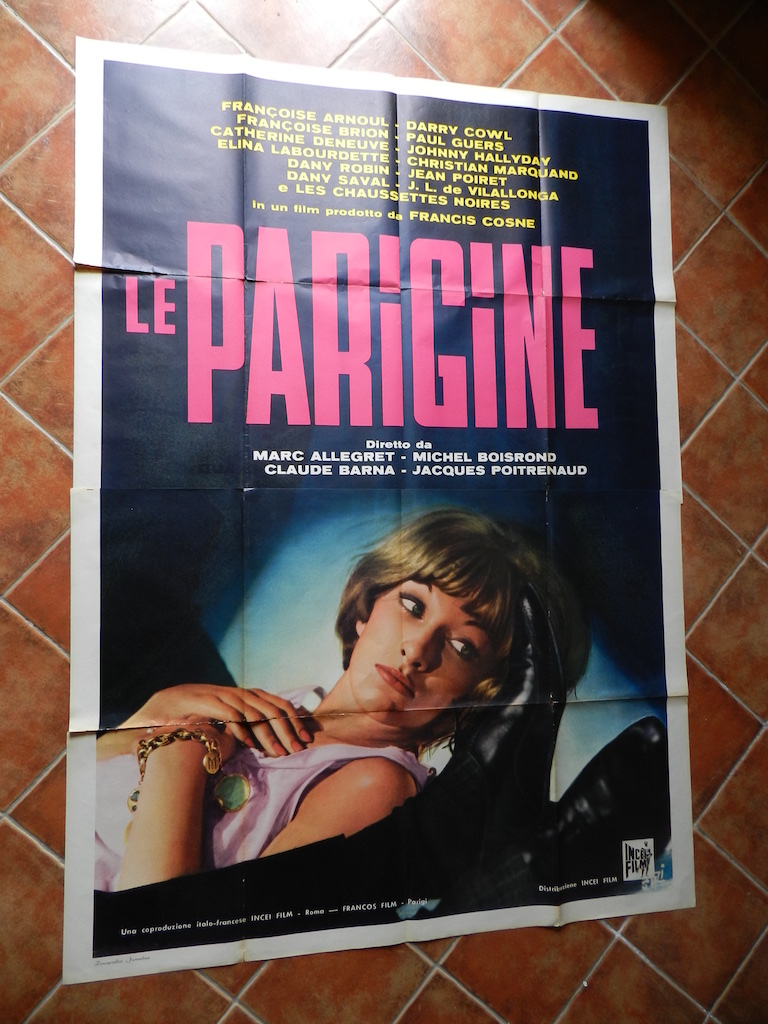 FRANÇOISE ARNOUL - DARRY COWL
FRANÇOISE BRION - PAUL GUERS
CATHERINE DENEUVE - JOHNNY HALLYDAY
ELINA LABOURDETTE - CHRISTIAN MARQUAND
DANY ROBIN - JEAN POIRET
DANY SAVAL - J. L. de VILALLONGA
e LES CHAUSSETTES NOIRES
in un film prodotto da FRANCIS COSNE
LE PARiGiNE
Diretto da
MARC ALLEGRET - MICHEL BOISROND
CLAUDE BARNA - JACQUES POITRENAUD
INCEI
FILM
Distribuzione INCEI FILM
Una coproduzione italo-francese INCEI FILM - Roma — FRANCOS FILM - Parigi